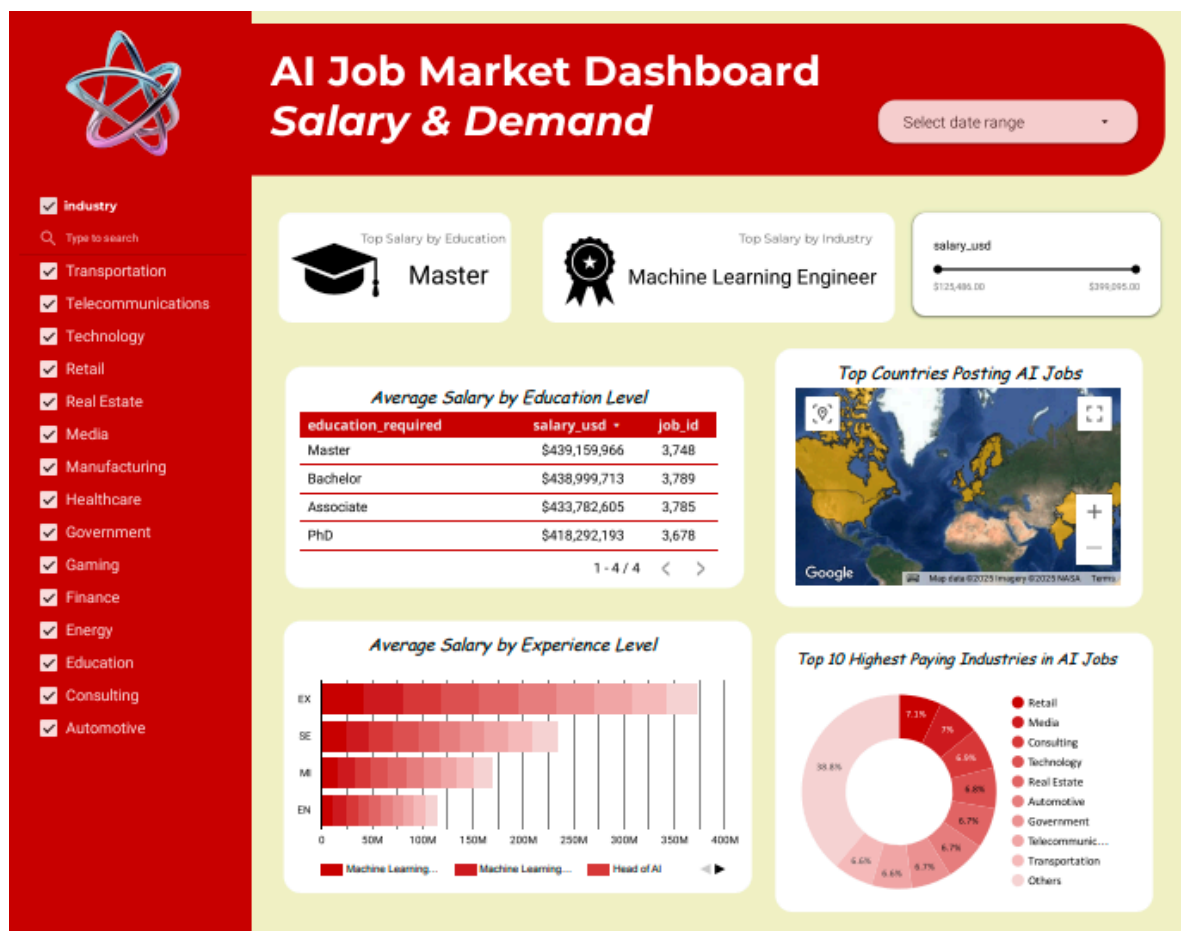 AI Job Market Dashboard
Salary & Demand
Select date range
industry
Type to search
Transportation
Telecommunications
Technology
Retail
Real Estate
Media
Manufacturing
Healthcare
Government
Gaming
Finance
Energy
Education
Consulting
Automotive
Top Salary by Education
Master
Top Salary by Industry
Machine Learning Engineer
salary_usd
$125,486.00 $399,095.00
Average Salary by Education Level
education_required salary_usd job_id
Master $439,159,966 3,748
Bachelor $438,999,713 3,789
Associate $433,782,605 3,785
PhD $418,292,193 3,678
1 - 4 / 4
Top Countries Posting AI Jobs
Google
Map data ©2025 Imagery ©2025 NASA Terms
Average Salary by Experience Level
EX
SE
MI
EN
0 50M 100M 150M 200M 250M 300M 350M 400M
Machine Learning... Machine Learning... Head of AI
Top 10 Highest Paying Industries in AI Jobs
7.1%
7%
6.9%
6.8%
6.7%
6.7%
6.7%
6.6%
6.6%
38.8%
Retail
Media
Consulting
Technology
Real Estate
Automotive
Government
Telecommunic...
Transportation
Others